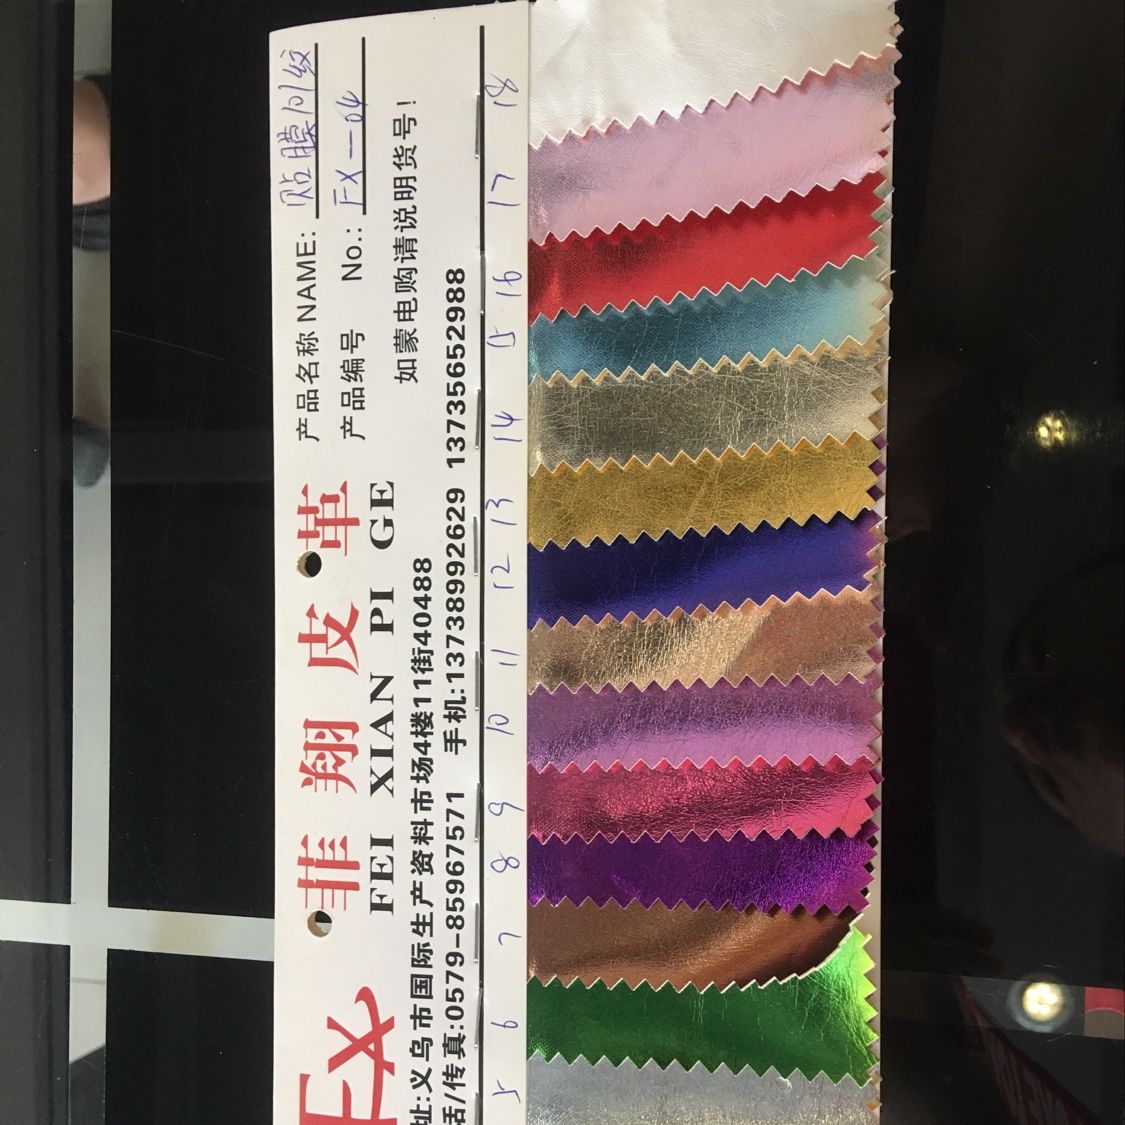 产品名称 NAME: 贴膜小纹
产品编号 No.: FX-04
如蒙电购请说明货号!
FX
菲翔皮革
FEI XIAN PI GE
址:义乌市国际生产资料市场4楼11街40488
话/传真:0579-85967571 手机:13738992629 13735652988
5 6 7 8 9 10 11 12 13 14 15 16 17 18